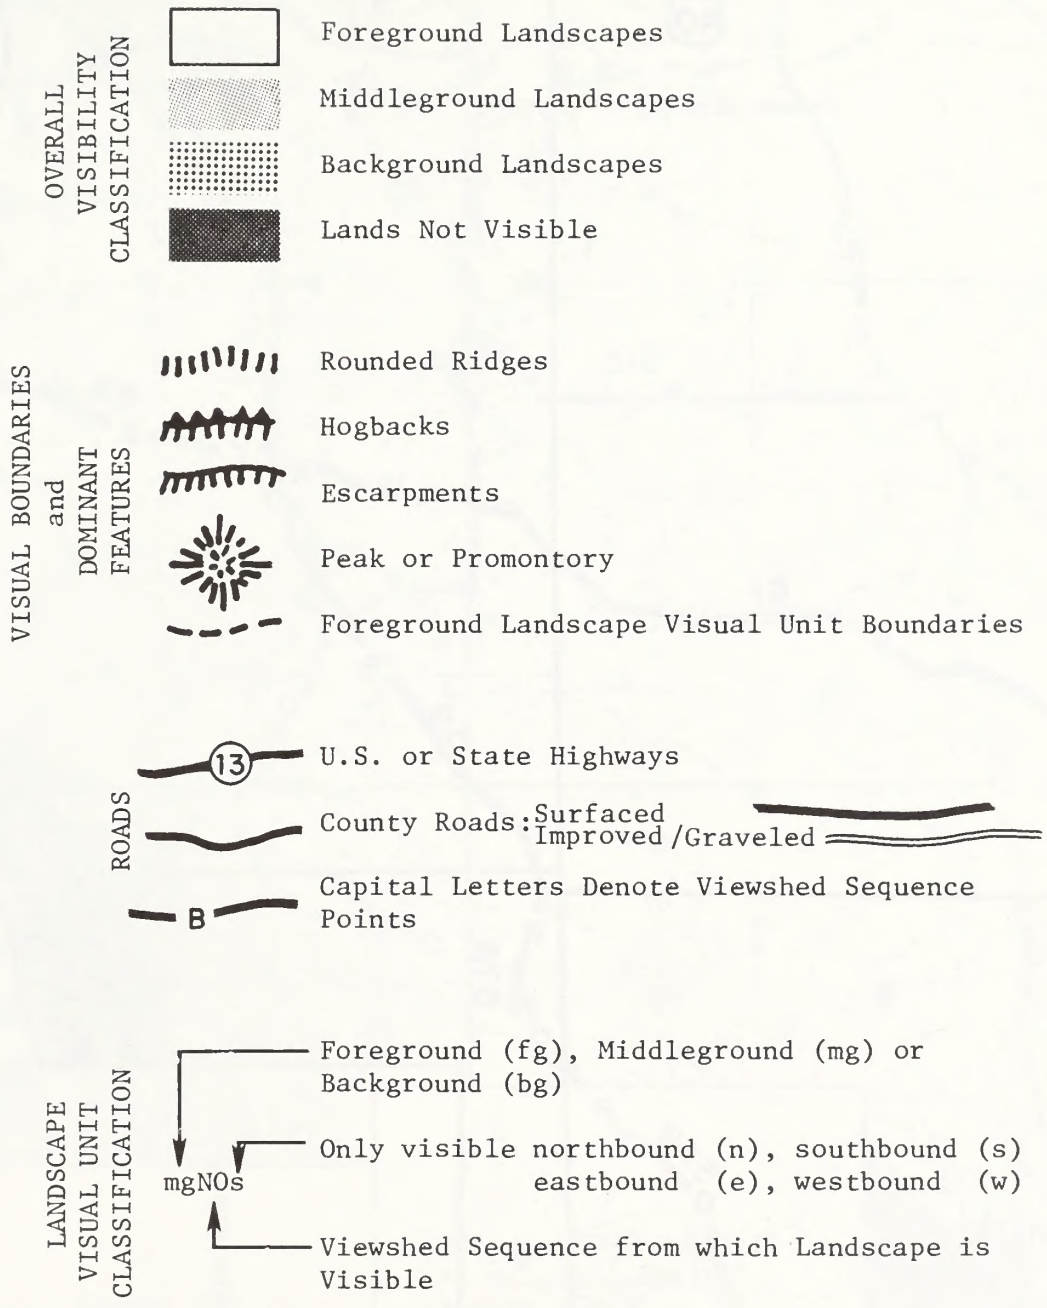 OVERALL
VISIBILITY
CLASSIFICATION
Foreground Landscapes
Middleground Landscapes
Background Landscapes
Lands Not Visible
VISUAL BOUNDARIES
and
DOMINANT
FEATURES
Rounded Ridges
Hogbacks
Escarpments
Peak or Promontory
Foreground Landscape Visual Unit Boundaries
ROADS
13
U.S. or State Highways
County Roads: Surfaced
Improved/Graveled
B
Capital Letters Denote Viewshed Sequence
Points
LANDSCAPE
VISUAL UNIT
CLASSIFICATION
mgNOs
Foreground (fg), Middleground (mg) or
Background (bg)
Only visible northbound (n), southbound (s)
eastbound (e), westbound (w)
Viewshed Sequence from which Landscape is
Visible